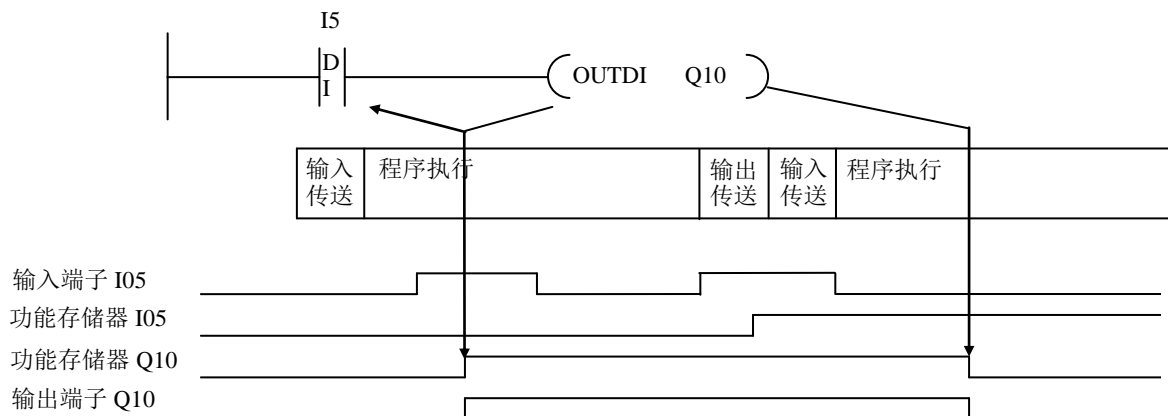 I5
D
I
OUTDI Q10
输入
传送
程序执行
输出
传送
输入
传送
程序执行
输入端子 I05
功能存储器 I05
功能存储器 Q10
输出端子 Q10